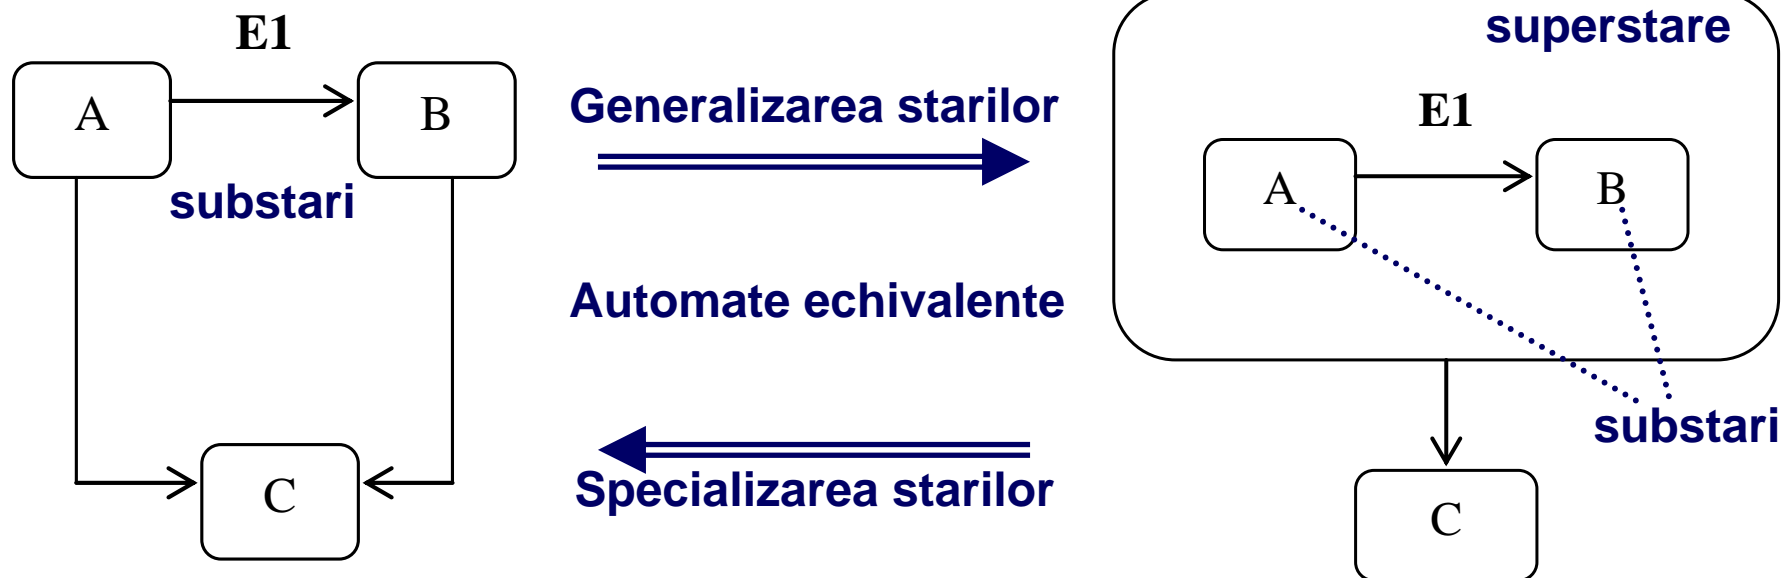 E1
A
B
substari
C
Generalizarea starilor
Automate echivalente
Specializarea starilor
superstare
E1
A
B
substari
C